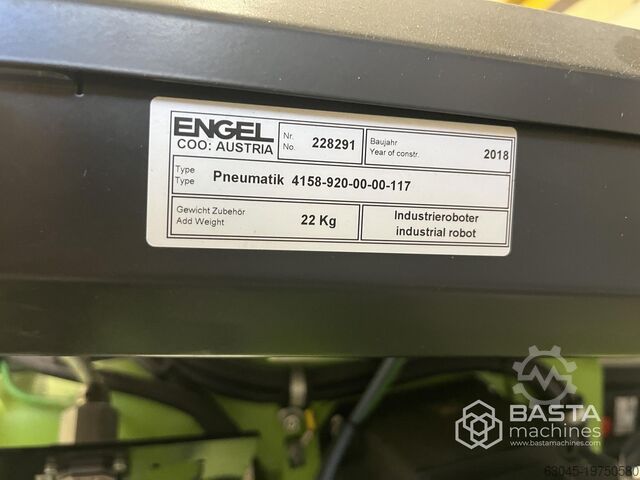 ENGEL
COO: AUSTRIA
Nr.
No. 228291
Baujahr
Year of constr. 2018
Type
Type Pneumatik 4158-920-00-00-117
Gewicht Zubehör
Add Weight 22 Kg
Industrieroboter
industrial robot
BASTA
machines
www.bastamachines.com
68045-19750580